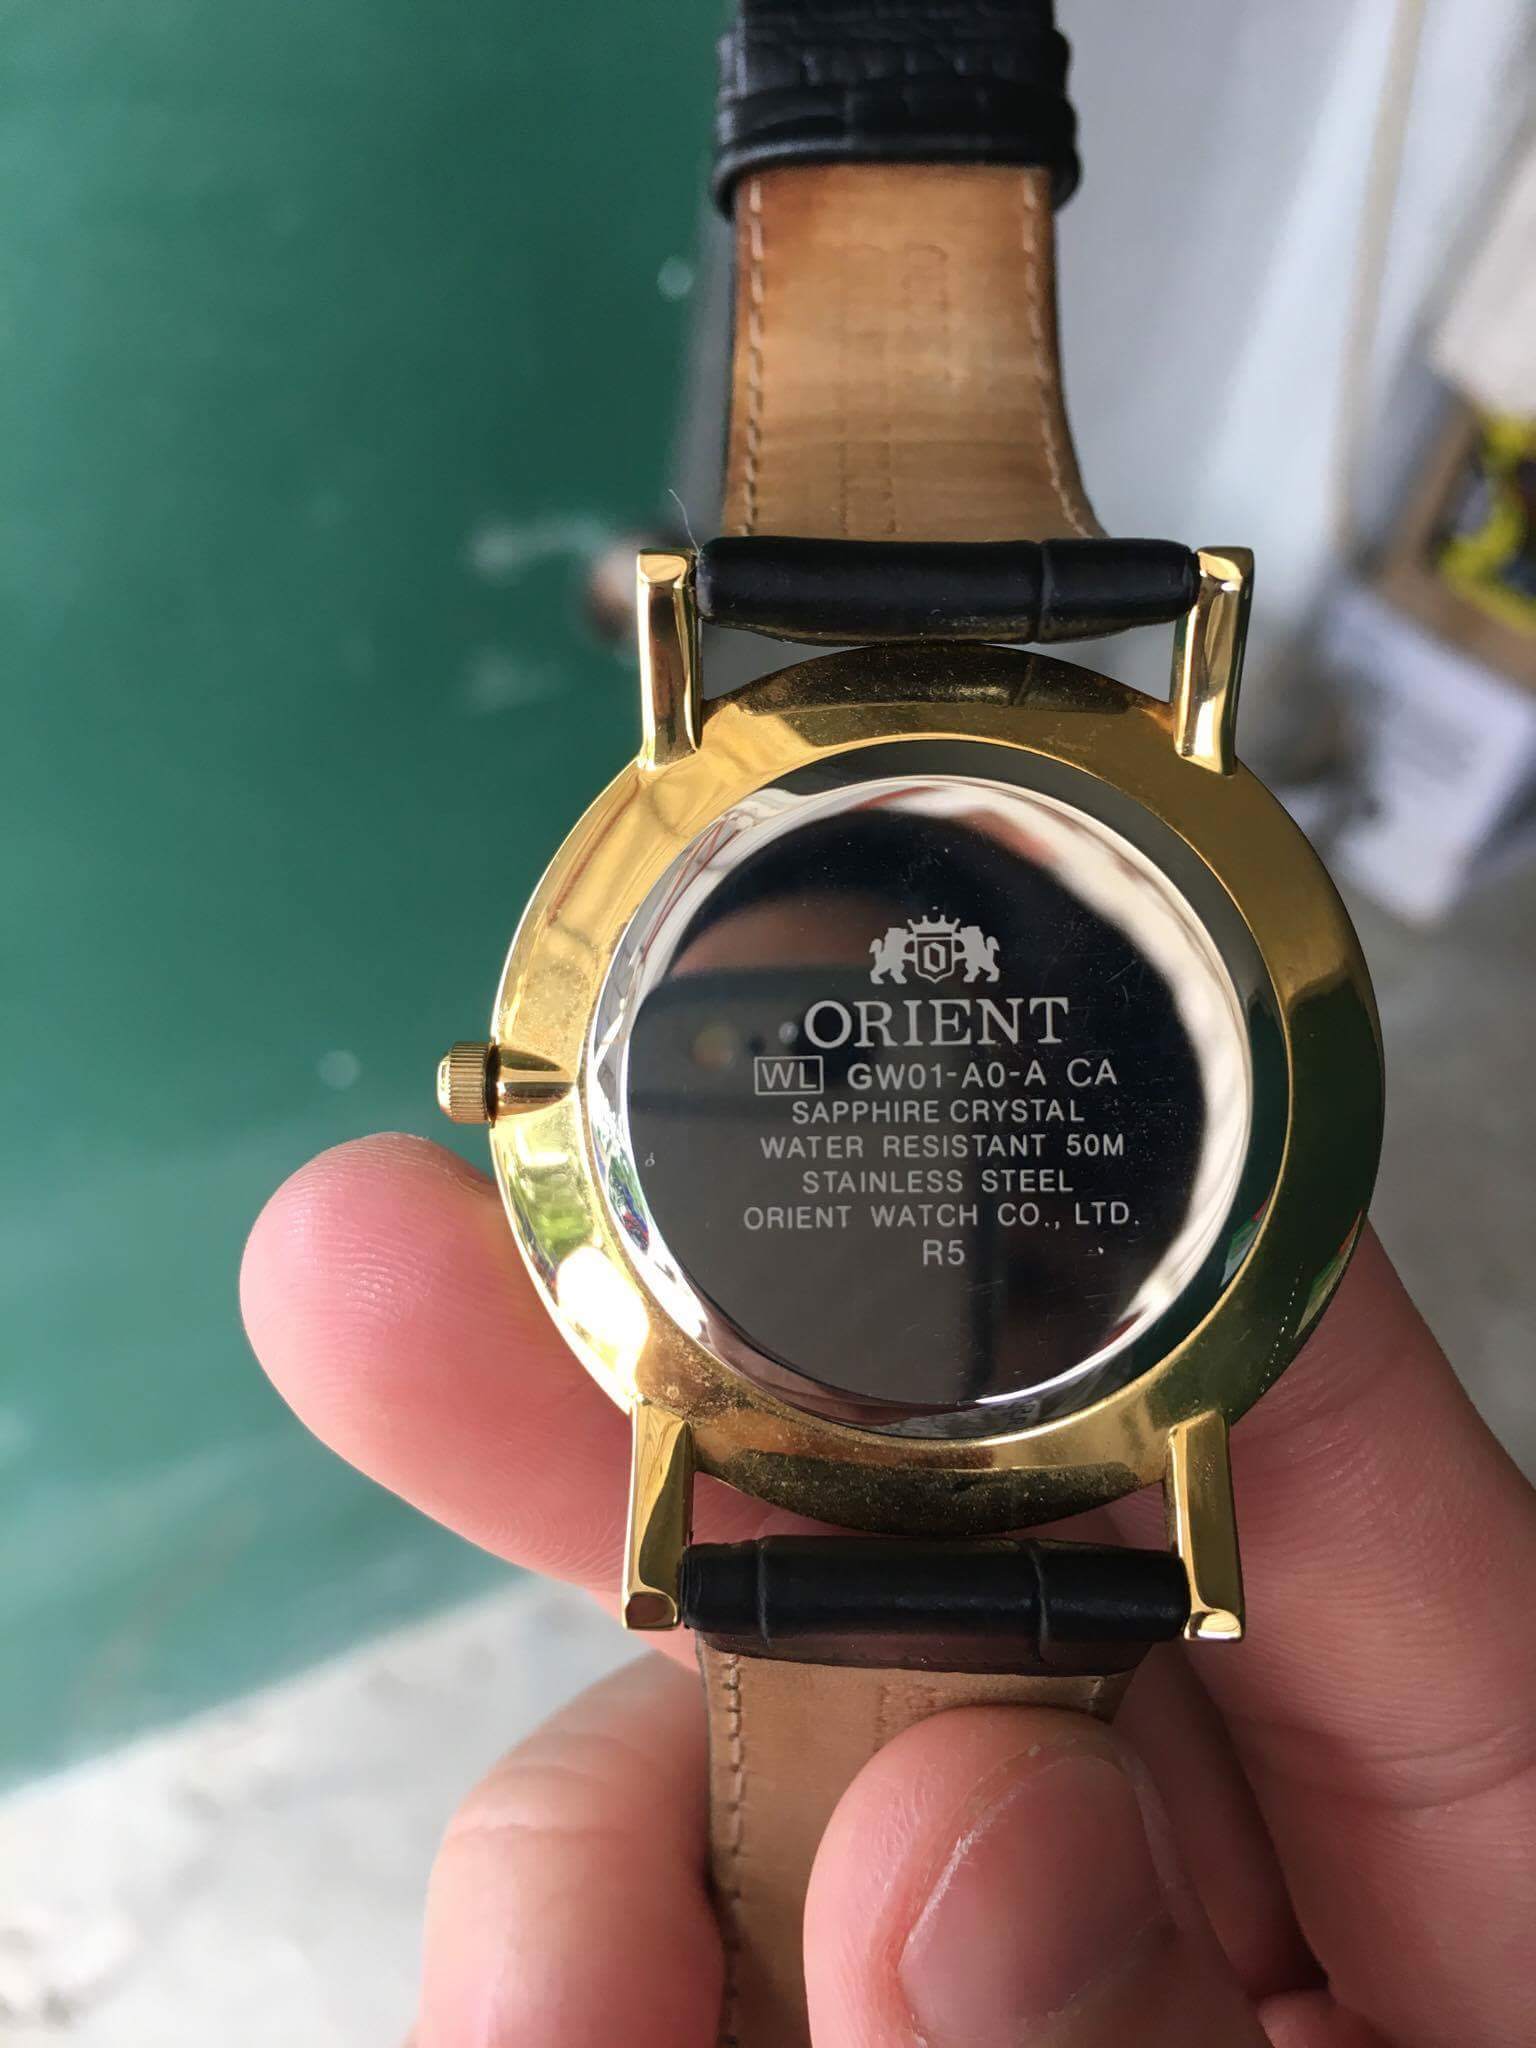 ORIENT
WL GW01-A0-A CA
SAPPHIRE CRYSTAL
WATER RESISTANT 50M
STAINLESS STEEL
ORIENT WATCH CO., LTD.
R5